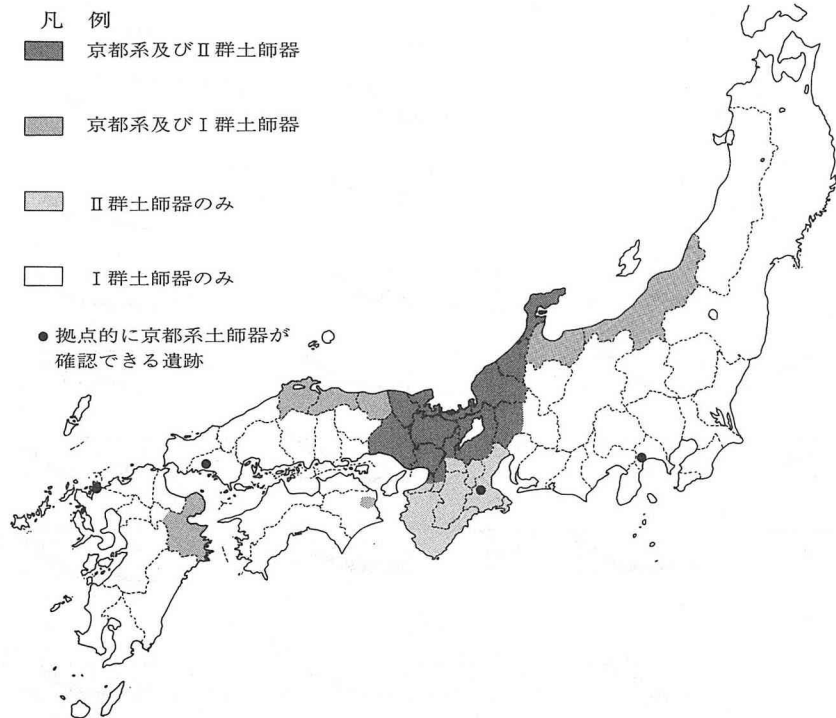 凡 例
京都系及びⅡ群土師器
京都系及びⅠ群土師器
Ⅱ群土師器のみ
Ⅰ群土師器のみ
● 拠点的に京都系土師器が
確認できる遺跡